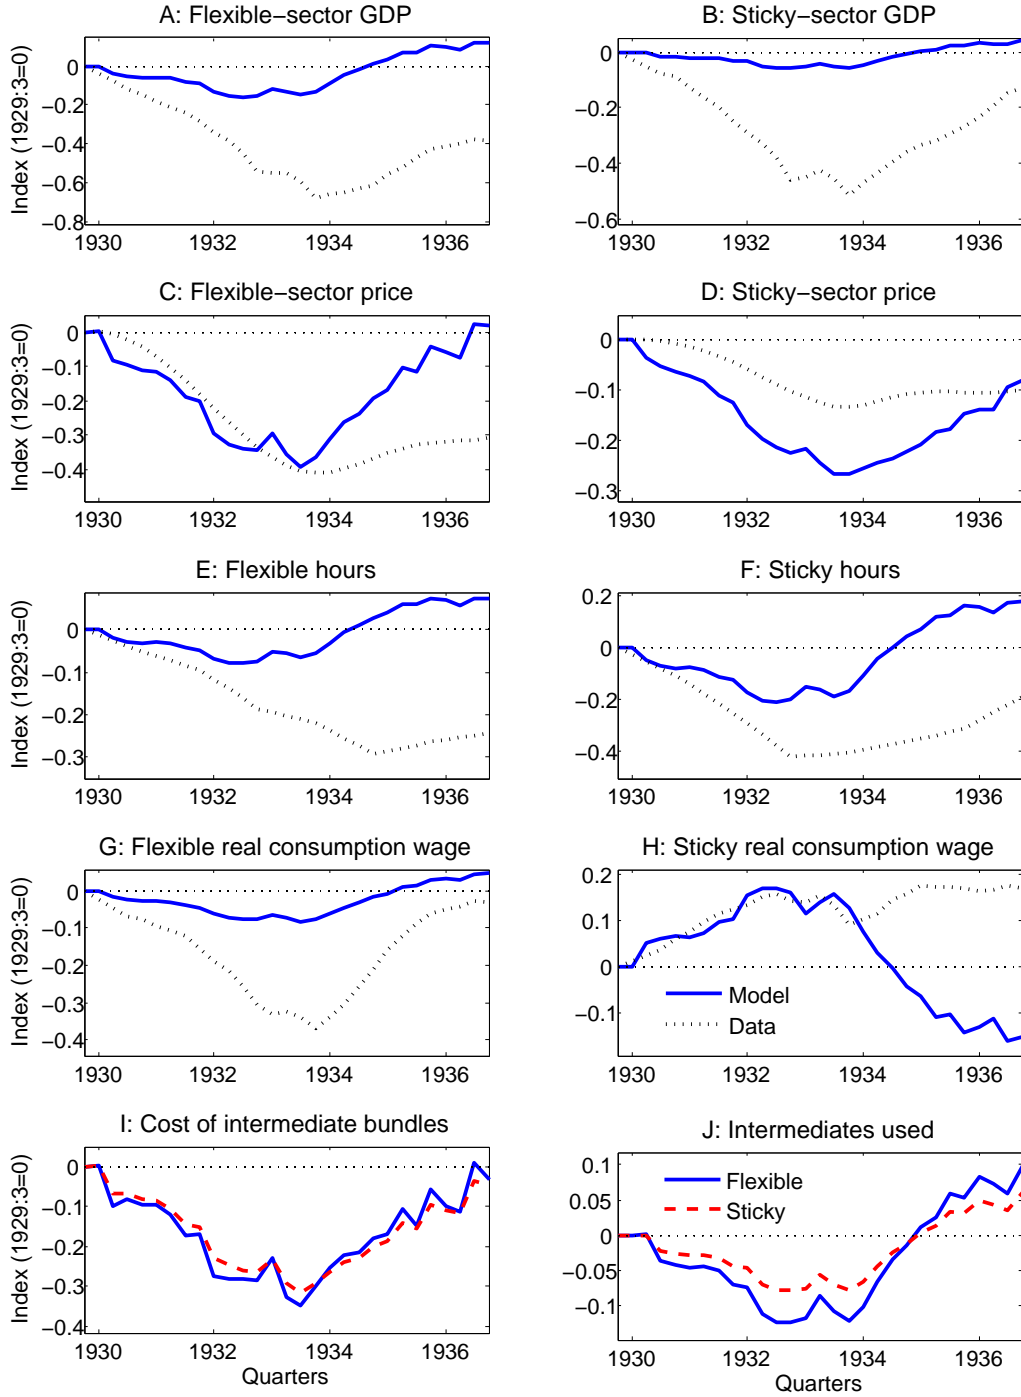 A: Flexible−sector GDP
Index (1929:3=0)
0
−0.2
−0.4
−0.6
−0.8
1930 1932 1934 1936
B: Sticky−sector GDP
0
−0.2
−0.4
−0.6
1930 1932 1934 1936
C: Flexible−sector price
Index (1929:3=0)
0
−0.1
−0.2
−0.3
−0.4
1930 1932 1934 1936
D: Sticky−sector price
0
−0.1
−0.2
−0.3
1930 1932 1934 1936
E: Flexible hours
Index (1929:3=0)
0
−0.1
−0.2
−0.3
1930 1932 1934 1936
F: Sticky hours
0.2
0
−0.2
−0.4
1930 1932 1934 1936
G: Flexible real consumption wage
Index (1929:3=0)
0
−0.1
−0.2
−0.3
−0.4
1930 1932 1934 1936
H: Sticky real consumption wage
0.2
0.1
0
−0.1
Model
Data
1930 1932 1934 1936
I: Cost of intermediate bundles
Index (1929:3=0)
0
−0.1
−0.2
−0.3
−0.4
1930 1932 1934 1936
Quarters
J: Intermediates used
0.1
0.05
0
−0.05
−0.1
Flexible
Sticky
1930 1932 1934 1936
Quarters